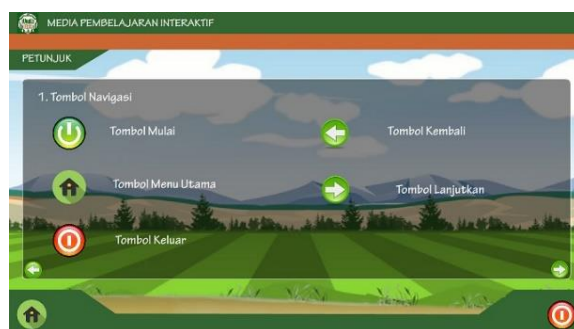 MEDIA PEMBELAJARAN INTERAKTIF
PETUNJUK
1. Tombol Navigasi
Tombol Mulai
Tombol Kembali
Tombol Menu Utama
Tombol Lanjutkan
Tombol Keluar